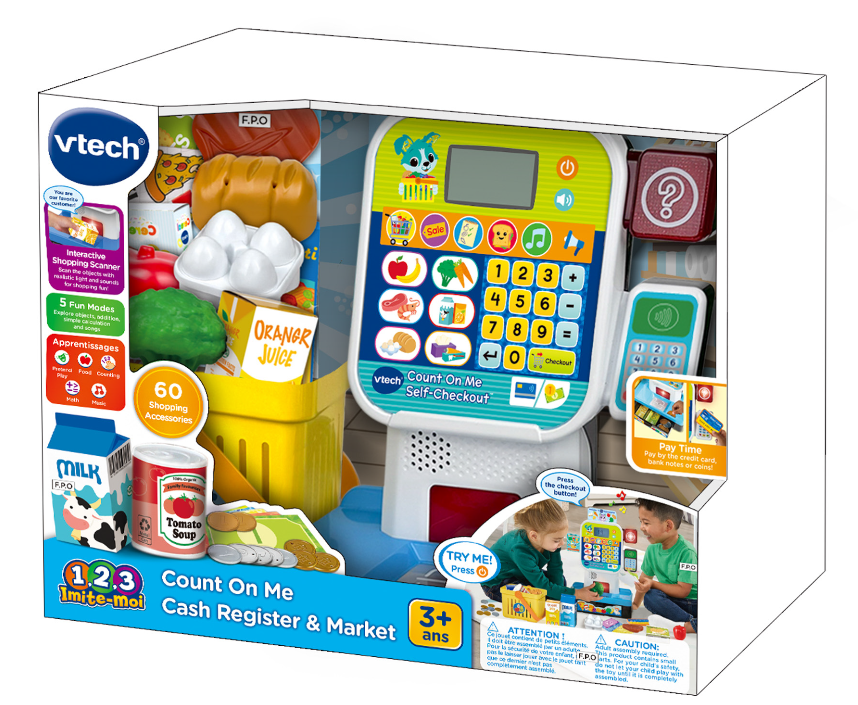 F.P.O
vtech®
You are
our favorite
customer!
Interactive
Shopping Scanner
Scan the objects with
realistic light and sounds
for shopping fun!
5 Fun Modes
Explore objects, addition,
simple calculation
and songs
Apprentissages
Pretend
Play
Food
Counting
Math
Music
60
Shopping
Accessories
ORANGR
JUICE
MILK
F.P.O
Tomato
Soup
Sale
1 2 3 +
4 5 6 -
7 8 9 =
0 Checkout
vtech
Count On Me
Self-Checkout
?
1 2 3
4 5 6
Pay Time
Pay by the credit card,
bank notes or coins!
Press
the checkout
button!
TRY ME!
Press
F.P.O
1,2,3
Imite-moi
Count On Me
Cash Register & Market
3+
ans
ATTENTION !
Ce jouet contient de petits éléments,
il doit être assemblé par un adulte.
Pour la sécurité de votre enfant,
pas le laisser jouer avec le jouet tant
que ce dernier n'est pas
complètement assemblé.
F.P.O
CAUTION:
Adult assembly required.
This product contains small
parts. For your child's safety,
do not let your child play with
the toy until it is completely
assembled.